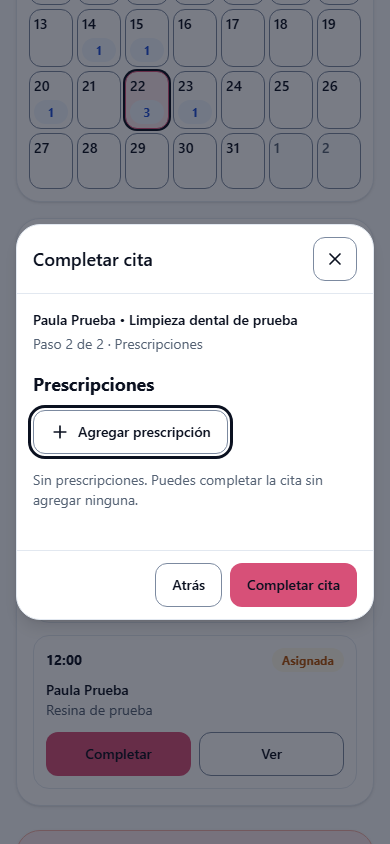 13 14 15 16 17 18 19
1 1
20 21 22 23 24 25 26
1 3 1
27 28 29 30 31 1 2
Completar cita
Paula Prueba • Limpieza dental de prueba
Paso 2 de 2 · Prescripciones
Prescripciones
Agregar prescripción
Sin prescripciones. Puedes completar la cita sin
agregar ninguna.
Atrás Completar cita
12:00 Asignada
Paula Prueba
Resina de prueba
Completar Ver